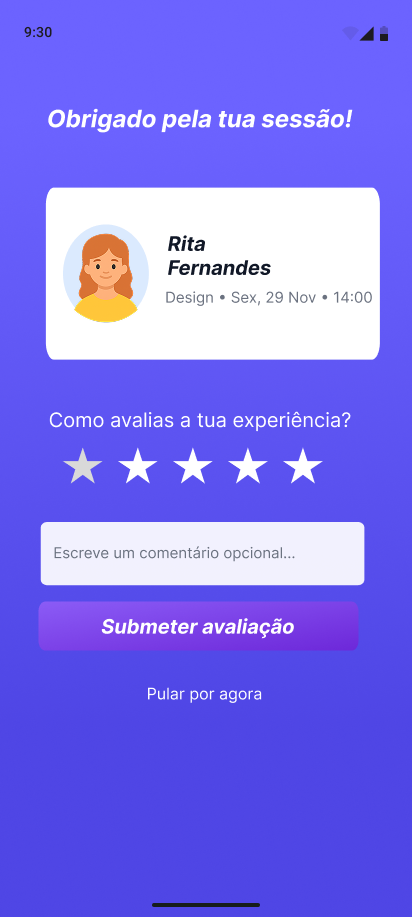 9:30
Obrigado pela tua sessão!
Rita
Fernandes
Design • Sex, 29 Nov • 14:00
Como avalias a tua experiência?
Escreve um comentário opcional...
Submeter avaliação
Pular por agora